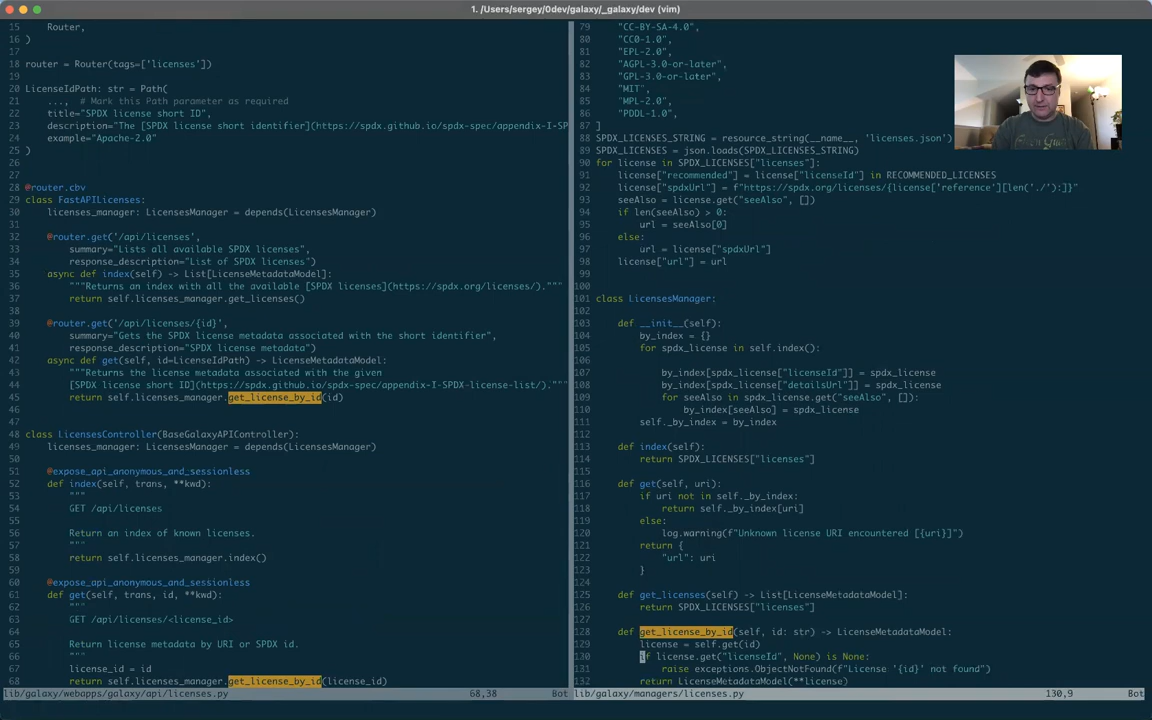 1. /Users/sergey/0dev/galaxy/_galaxy/dev (vim)
15     Router,
16 )
17
18 router = Router(tags=['licenses'])
19
20 LicenseIdPath: str = Path(
21     ...,  # Mark this Path parameter as required
22     title="SPDX license short ID",
23     description="The [SPDX license short identifier](https://spdx.github.io/spdx-spec/appendix-I-SP
24     example="Apache-2.0"
25 )
26
27
28 @router.cbv
29 class FastAPILicenses:
30     licenses_manager: LicensesManager = depends(LicensesManager)
31
32     @router.get('/api/licenses',
33         summary="Lists all available SPDX licenses",
34         response_description="List of SPDX licenses")
35     async def index(self) -> List[LicenseMetadataModel]:
36         """Returns an index with all the available [SPDX licenses](https://spdx.org/licenses/)."""
37         return self.licenses_manager.get_licenses()
38
39     @router.get('/api/licenses/{id}',
40         summary="Gets the SPDX license metadata associated with the short identifier",
41         response_description="SPDX license metadata")
42     async def get(self, id=LicenseIdPath) -> LicenseMetadataModel:
43         """Returns the license metadata associated with the given
44         [SPDX license short ID](https://spdx.github.io/spdx-spec/appendix-I-SPDX-license-list/)."""
45         return self.licenses_manager.get_license_by_id(id)
46
47
48 class LicensesController(BaseGalaxyAPIController):
49     licenses_manager: LicensesManager = depends(LicensesManager)
50
51     @expose_api_anonymous_and_sessionless
52     def index(self, trans, **kwd):
53         """
54         GET /api/licenses
55
56         Return an index of known licenses.
57         """
58         return self.licenses_manager.index()
59
60     @expose_api_anonymous_and_sessionless
61     def get(self, trans, id, **kwd):
62         """
63         GET /api/licenses/<license_id>
64
65         Return license metadata by URI or SPDX id.
66         """
67         license_id = id
68         return self.licenses_manager.get_license_by_id(license_id)
lib/galaxy/webapps/galaxy/api/licenses.py 68,38 Bot
79     "CC-BY-SA-4.0",
80     "CC0-1.0",
81     "EPL-2.0",
82     "AGPL-3.0-or-later",
83     "GPL-3.0-or-later",
84     "MIT",
85     "MPL-2.0",
86     "PDDL-1.0",
87 ]
88 SPDX_LICENSES_STRING = resource_string(__name__, 'licenses.json')
89 SPDX_LICENSES = json.loads(SPDX_LICENSES_STRING)
90 for license in SPDX_LICENSES["licenses"]:
91     license["recommended"] = license["licenseId"] in RECOMMENDED_LICENSES
92     license["spdxUrl"] = f"https://spdx.org/licenses/{license['reference'][len('./'):]}"
93     seeAlso = license.get("seeAlso", [])
94     if len(seeAlso) > 0:
95         url = seeAlso[0]
96     else:
97         url = license["spdxUrl"]
98     license["url"] = url
99
100
101 class LicensesManager:
102
103     def __init__(self):
104         by_index = {}
105         for spdx_license in self.index():
106
107             by_index[spdx_license["licenseId"]] = spdx_license
108             by_index[spdx_license["detailsUrl"]] = spdx_license
109             for seeAlso in spdx_license.get("seeAlso", []):
110                 by_index[seeAlso] = spdx_license
111         self._by_index = by_index
112
113     def index(self):
114         return SPDX_LICENSES["licenses"]
115
116     def get(self, uri):
117         if uri not in self._by_index:
118             return self._by_index[uri]
119         else:
120             log.warning(f"Unknown license URI encountered [{uri}]")
121         return {
122             "url": uri
123         }
124
125     def get_licenses(self) -> List[LicenseMetadataModel]:
126         return SPDX_LICENSES["licenses"]
127
128     def get_license_by_id(self, id: str) -> LicenseMetadataModel:
129         license = self.get(id)
130         if license.get("licenseId", None) is None:
131             raise exceptions.ObjectNotFound(f"License '{id}' not found")
132         return LicenseMetadataModel(**license)
lib/galaxy/managers/licenses.py 130,9 Bot